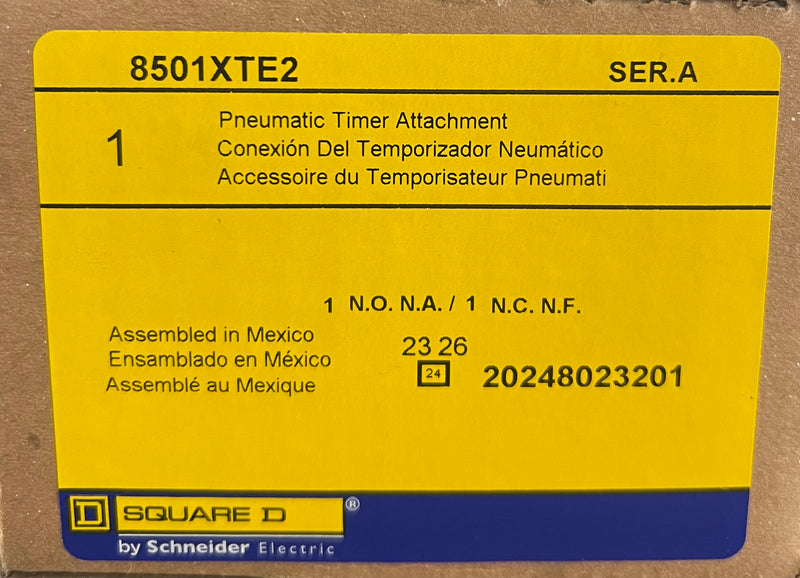 8501XTE2 SER.A
1
Pneumatic Timer Attachment
Conexión Del Temporizador Neumático
Accessoire du Temporisateur Pneumati
1 N.O. N.A. / 1 N.C. N.F.
Assembled in Mexico
Ensamblado en México
Assemblé au Mexique
23 26
24 20248023201
D SQUARE D ®
by Schneider Electric